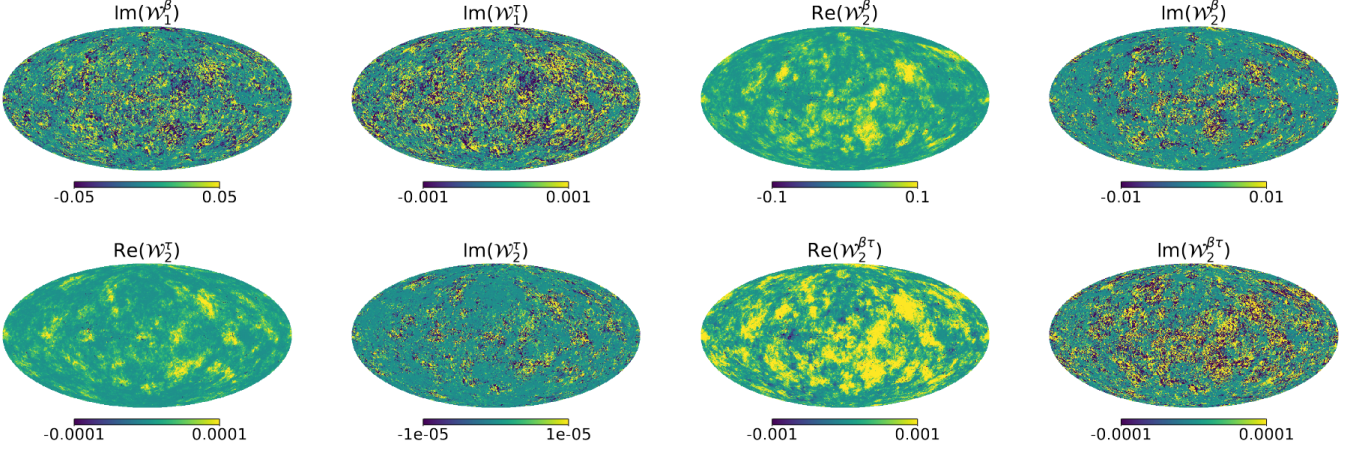 Im(𝒲₁^β) Im(𝒲₁^τ) Re(𝒲₂^β) Im(𝒲₂^β)
-0.05 0.05 -0.001 0.001 -0.1 0.1 -0.01 0.01
Re(𝒲₂^τ) Im(𝒲₂^τ) Re(𝒲₂^βτ) Im(𝒲₂^βτ)
-0.0001 0.0001 -1e-05 1e-05 -0.001 0.001 -0.0001 0.0001